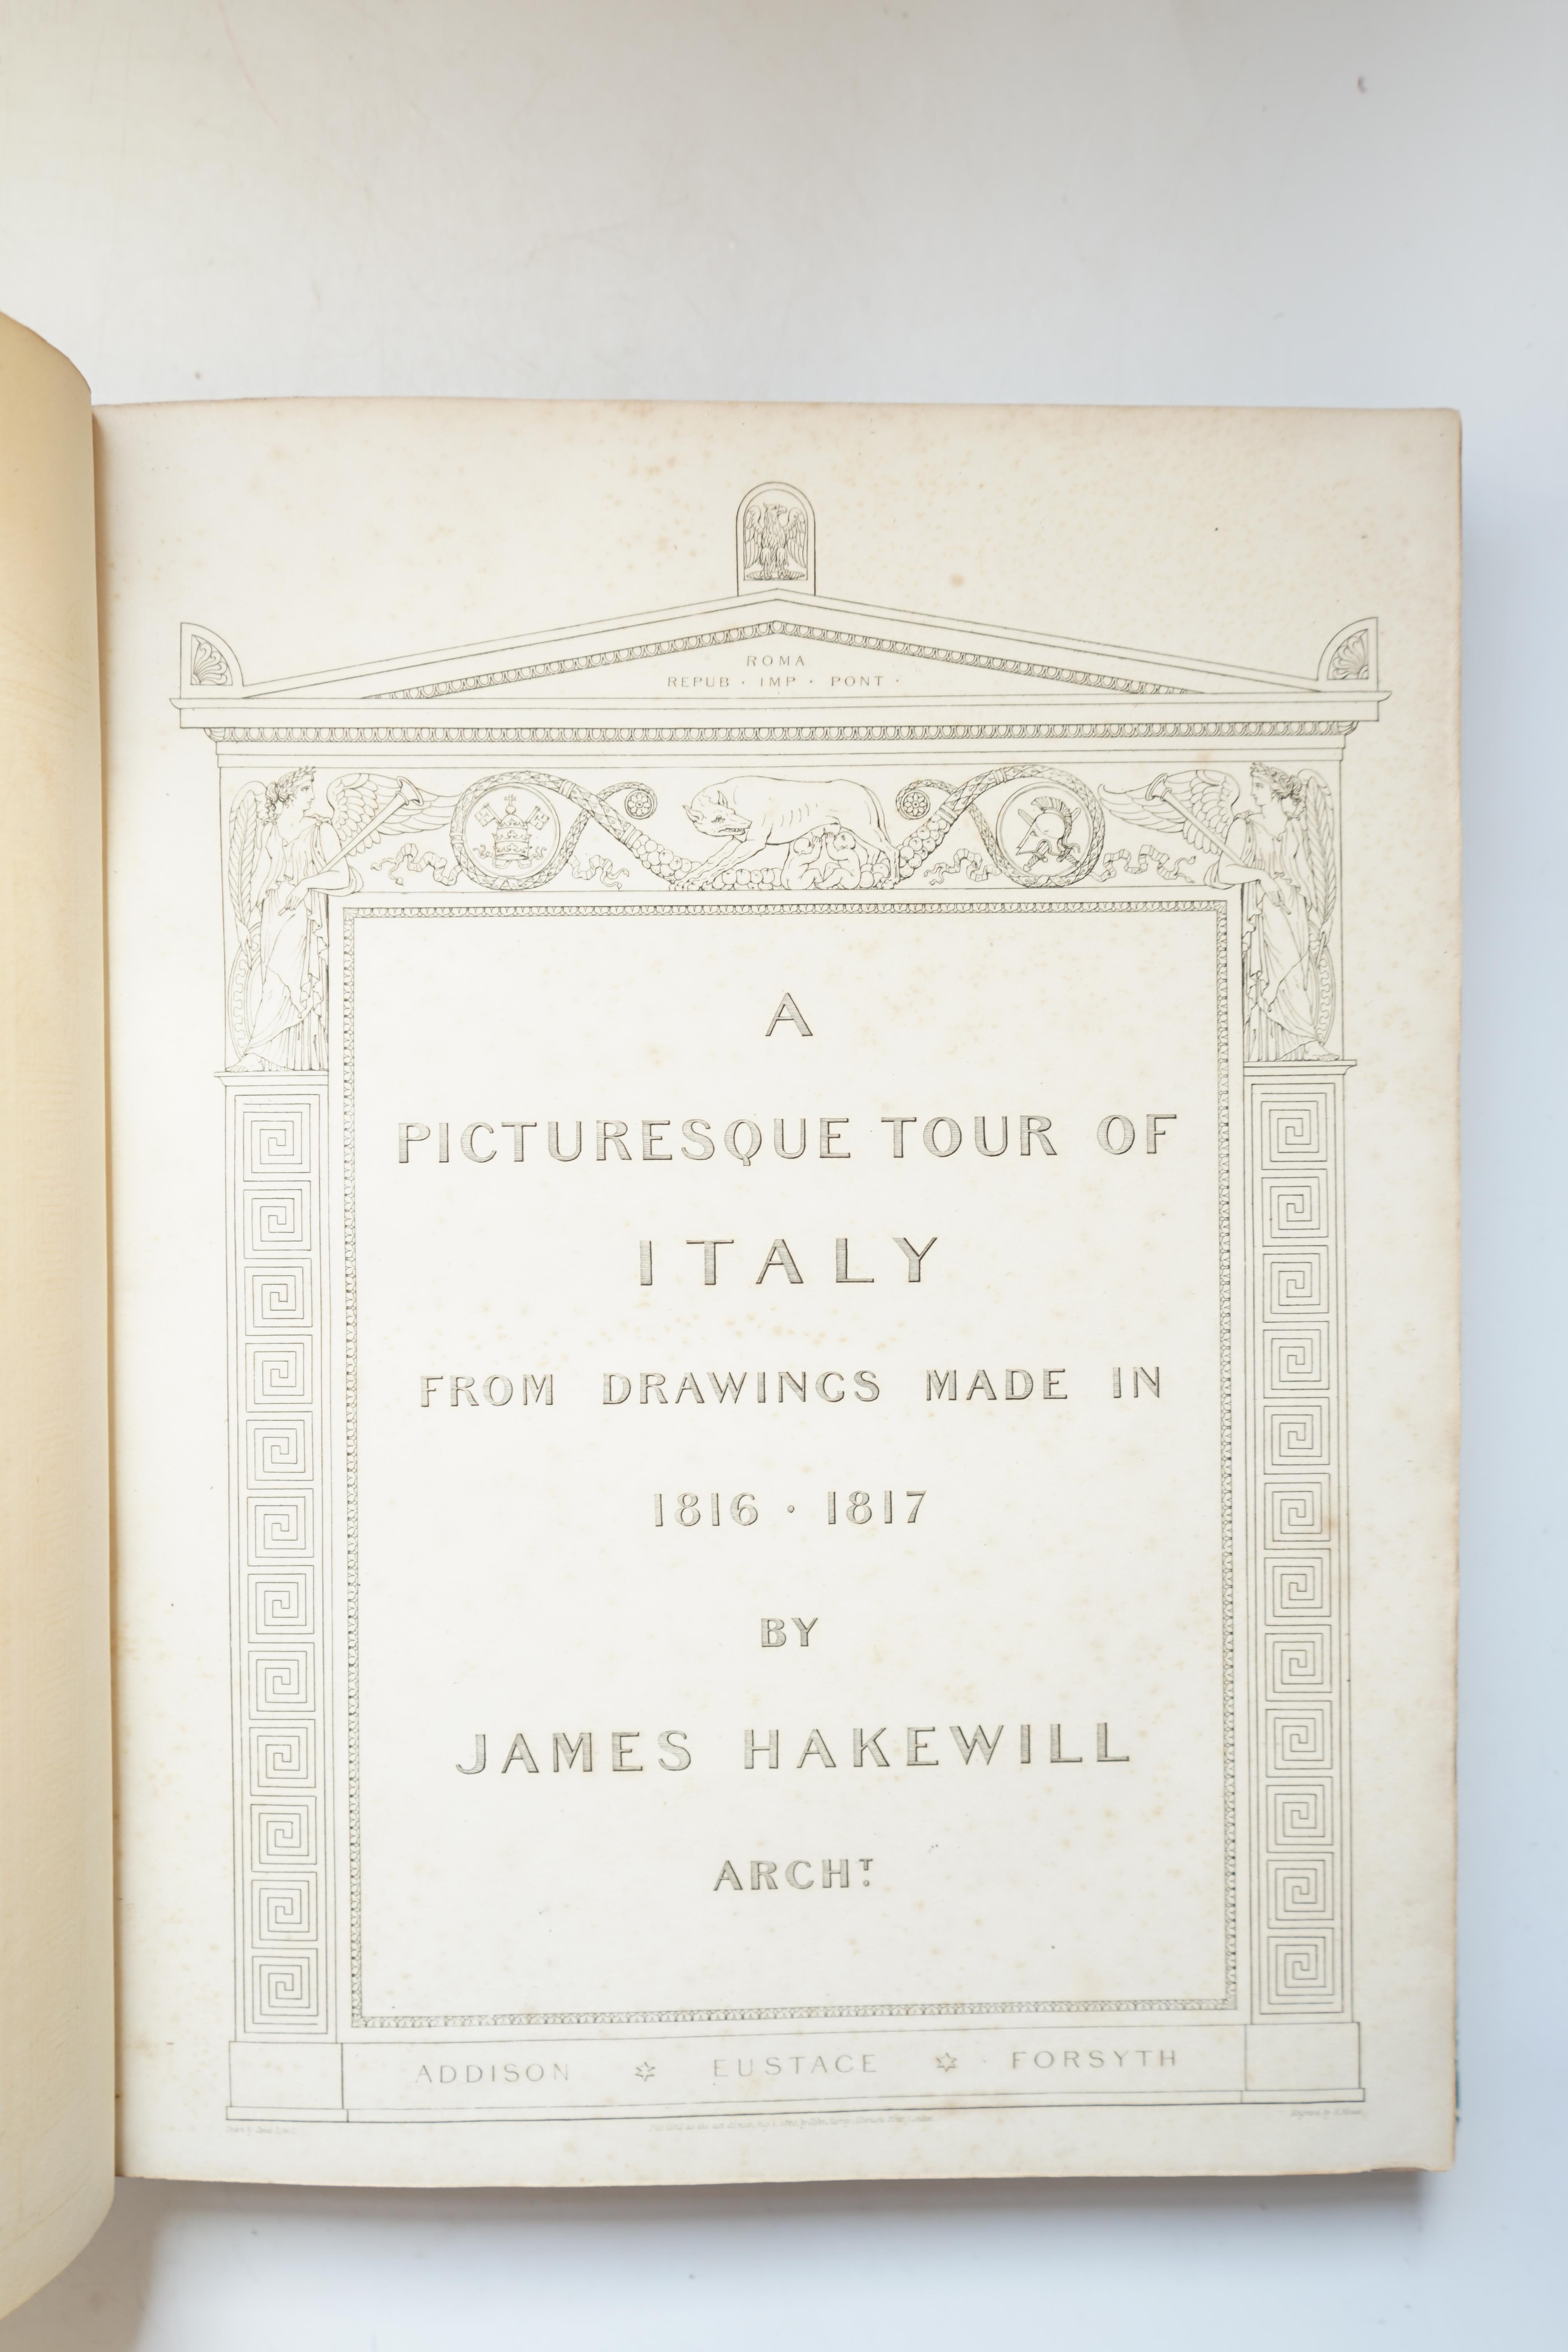 ROMA
REPUB · IMP · PONT ·
A
PICTURESQUE TOUR OF
ITALY
FROM DRAWINGS MADE IN
1816 · 1817
BY
JAMES HAKEWILL
ARCHT.
ADDISON ✡ EUSTACE ✡ FORSYTH